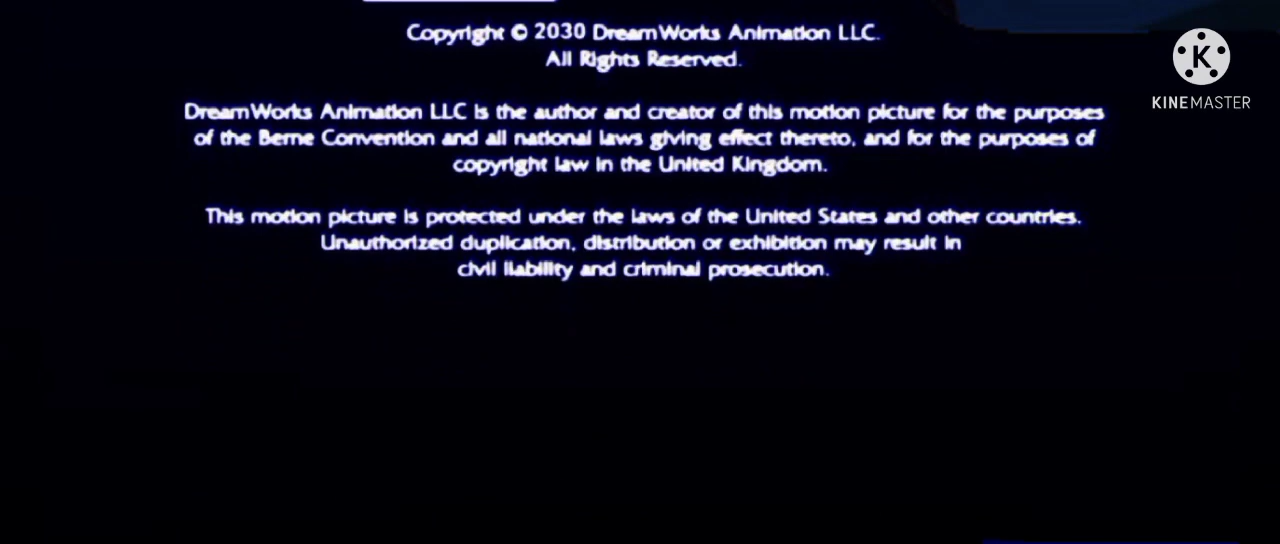 Copyright © 2030 DreamWorks Animation LLC.
All Rights Reserved.
DreamWorks Animation LLC is the author and creator of this motion picture for the purposes
of the Berne Convention and all national laws giving effect thereto, and for the purposes of
copyright law in the United Kingdom.
This motion picture is protected under the laws of the United States and other countries.
Unauthorized duplication, distribution or exhibition may result in
civil liability and criminal prosecution.
K
KINEMASTER